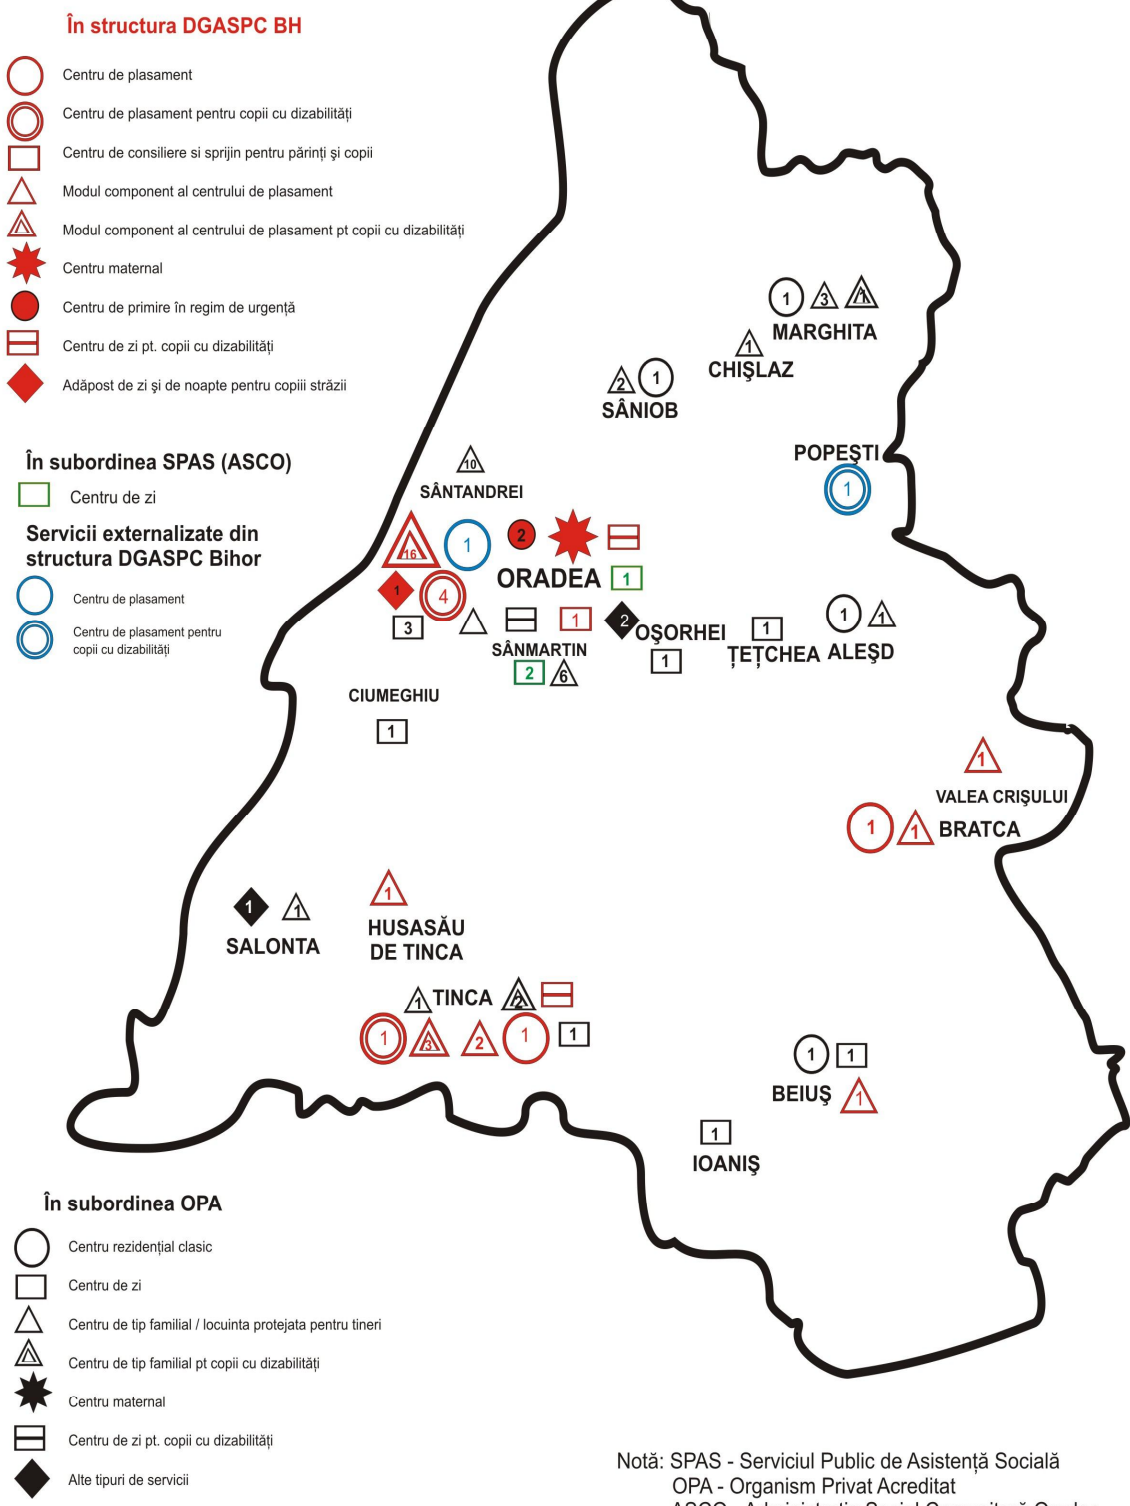 În structura DGASPC BH
Centru de plasament
Centru de plasament pentru copii cu dizabilități
Centru de consiliere si sprijin pentru părinți şi copii
Modul component al centrului de plasament
Modul component al centrului de plasament pt copii cu dizabilități
Centru maternal
Centru de primire în regim de urgență
Centru de zi pt. copii cu dizabilități
Adăpost de zi şi de noapte pentru copiii străzii
În subordinea SPAS (ASCO)
Centru de zi
Servicii externalizate din
structura DGASPC Bihor
Centru de plasament
Centru de plasament pentru
copii cu dizabilități
1 3 1
MARGHITA
1
CHIŞLAZ
2 1
SÂNIOB
POPEŞTI
1
10
SÂNTANDREI
16 1 2
ORADEA 1
1 4
3 1 2
SÂNMARTIN
2 6
OŞORHEI
1
1
ȚEȚCHEA
1 1
ALEŞD
CIUMEGHIU
1
1
VALEA CRIŞULUI
1 1 BRATCA
1 1
SALONTA
1
HUSASĂU
DE TINCA
1 TINCA 2
1 3 2 1 1
1 1
BEIUŞ 1
1
IOANIŞ
În subordinea OPA
Centru rezidențial clasic
Centru de zi
Centru de tip familial / locuinta protejata pentru tineri
Centru de tip familial pt copii cu dizabilități
Centru maternal
Centru de zi pt. copii cu dizabilități
Alte tipuri de servicii
Notă: SPAS - Serviciul Public de Asistență Socială
OPA - Organism Privat Acreditat